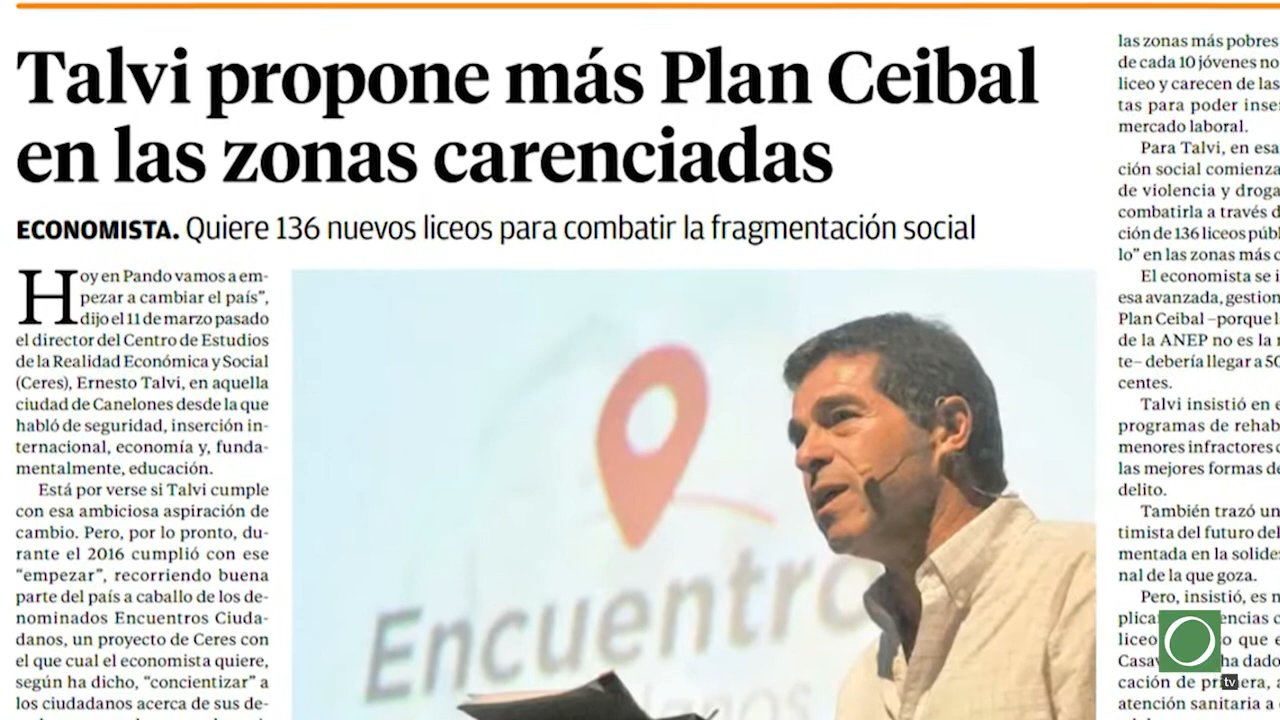 Talvi propone más Plan Ceibal
en las zonas carenciadas
ECONOMISTA. Quiere 136 nuevos liceos para combatir la fragmentación social
Hoy en Pando vamos a em-
pezar a cambiar el país”,
dijo el 11 de marzo pasado
el director del Centro de Estudios
de la Realidad Económica y Social
(Ceres), Ernesto Talvi, en aquella
ciudad de Canelones desde la que
habló de seguridad, inserción in-
ternacional, economía y, funda-
mentalmente, educación.
Está por verse si Talvi cumple
con esa ambiciosa aspiración de
cambio. Pero, por lo pronto, du-
rante el 2016 cumplió con ese
“empezar”, recorriendo buena
parte del país a caballo de los de-
nominados Encuentros Ciuda-
danos, un proyecto de Ceres con
el que cual el economista quiere,
según ha dicho, “concientizar” a
los ciudadanos acerca de sus de-
Encuentro
las zonas más pobres
de cada 10 jóvenes no
liceo y carecen de las
tas para poder inser
mercado laboral.
Para Talvi, en esa
ción social comienza
de violencia y droga
combatirla a través d
ción de 136 liceos públ
lo” en las zonas más c
El economista se i
esa avanzada, gestion
Plan Ceibal –porque l
de la ANEP no es la
te– debería llegar a 50
centes.
Talvi insistió en e
programas de rehab
menores infractores
las mejores formas de
delito.
También trazó un
timista del futuro del
mentada en la solide
nal de la que goza.
Pero, insistió, es n
plica encias c
liceo o que e
Casav ha dado
cación de primera, a
tv
atención sanitaria a